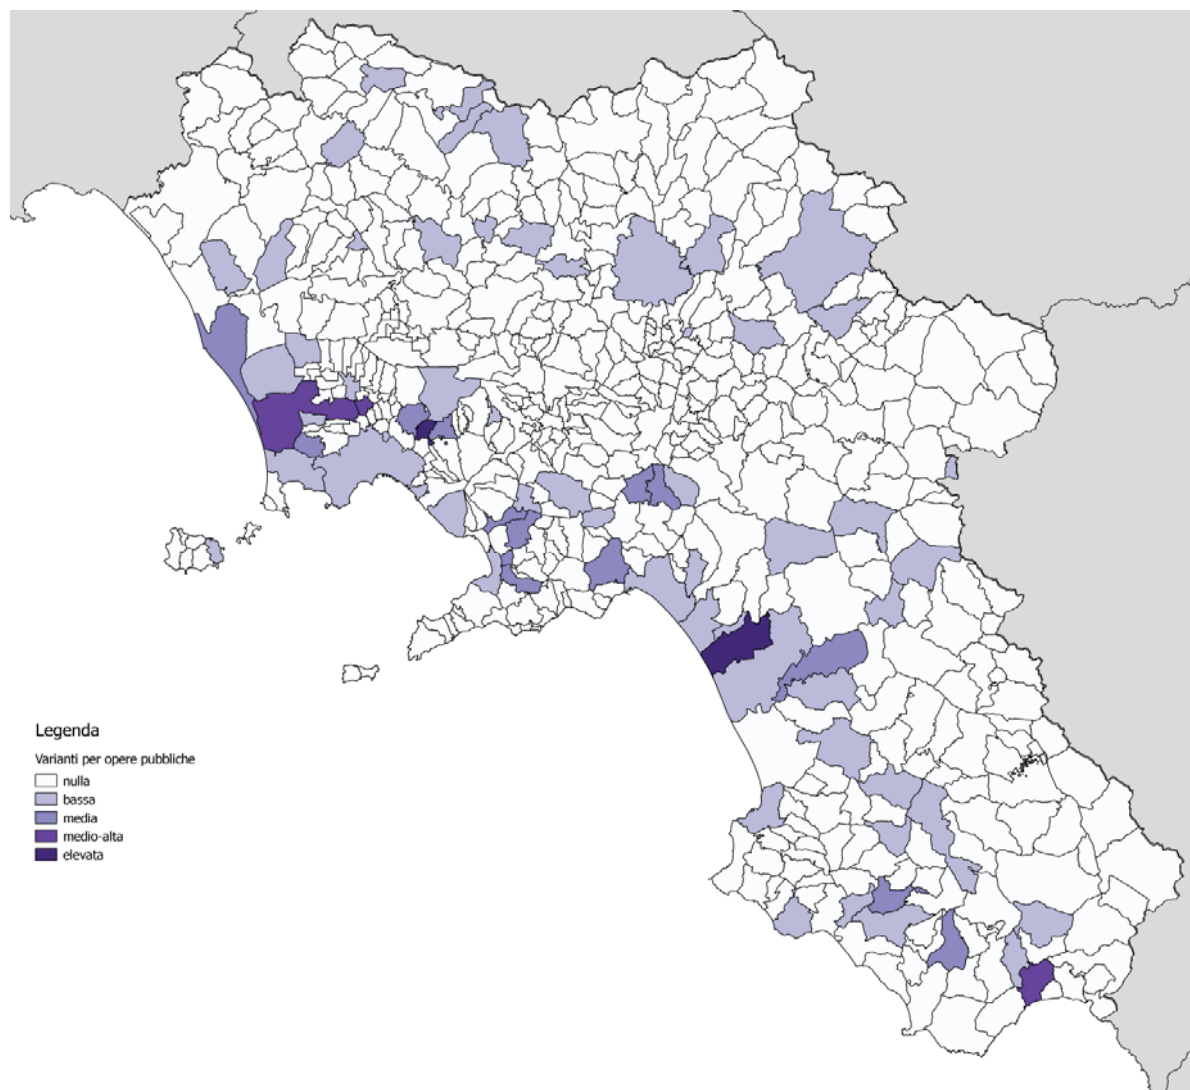 Legenda
Varianti per opere pubbliche
nulla
bassa
media
medio-alta
elevata